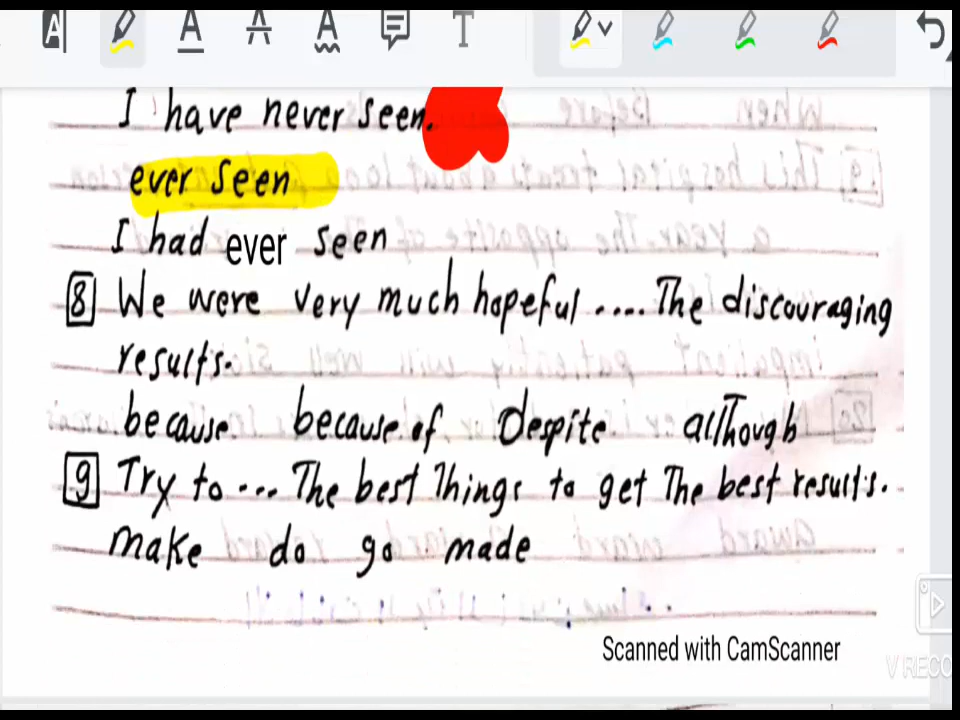 I have never seen.
ever seen
I had ever seen
8 We were very much hopeful .... The discouraging
results.
because because of Despite although
9 Try to ... The best Things to get The best results.
make do go made
Scanned with CamScanner
V RECO